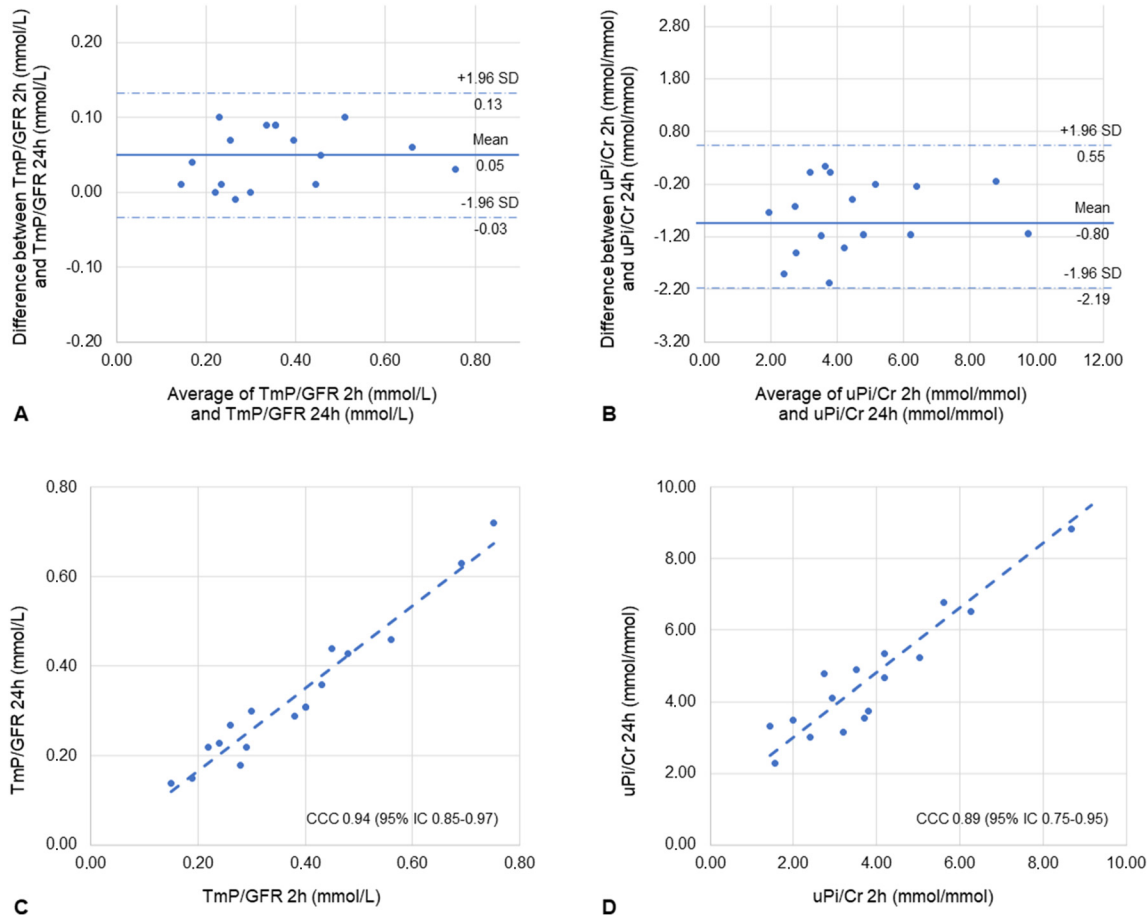 Difference between TmP/GFR 2h (mmol/L)
and TmP/GFR 24h (mmol/L)
0.20
0.10
0.00
-0.10
-0.20
+1.96 SD
0.13
Mean
0.05
-1.96 SD
-0.03
0.00
0.20
0.40
0.60
0.80
Average of TmP/GFR 2h (mmol/L)
and TmP/GFR 24h (mmol/L)
A
Difference between uPi/Cr 2h (mmol/mmol)
and uPi/Cr 24h (mmol/mmol)
2.80
1.80
0.80
-0.20
-1.20
-2.20
-3.20
+1.96 SD
0.55
Mean
-0.80
-1.96 SD
-2.19
0.00
2.00
4.00
6.00
8.00
10.00
12.00
Average of uPi/Cr 2h (mmol/mmol)
and uPi/Cr 24h (mmol/mmol)
B
TmP/GFR 24h (mmol/L)
0.80
0.60
0.40
0.20
0.00
CCC 0.94 (95% IC 0.85-0.97)
0.00
0.20
0.40
0.60
0.80
TmP/GFR 2h (mmol/L)
C
uPi/Cr 24h (mmol/mmol)
10.00
8.00
6.00
4.00
2.00
0.00
CCC 0.89 (95% IC 0.75-0.95)
0.00
2.00
4.00
6.00
8.00
10.00
uPi/Cr 2h (mmol/mmol)
D